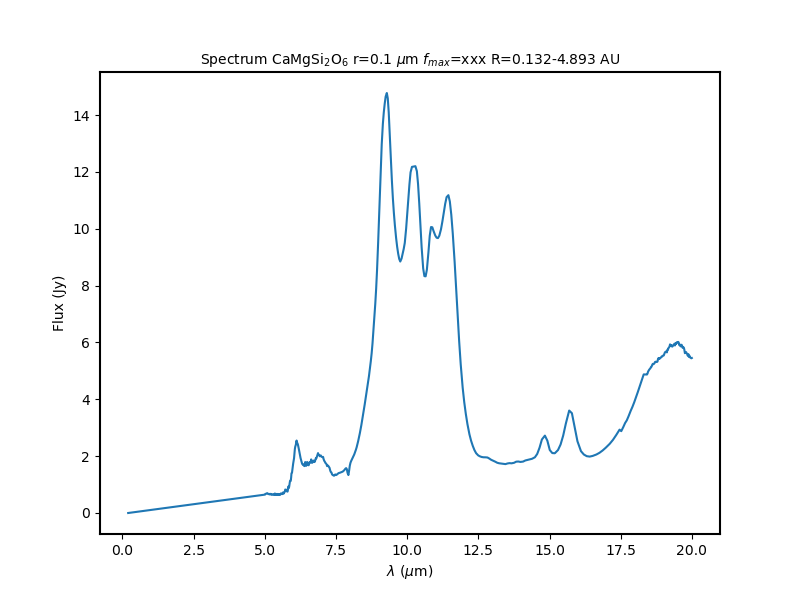 Spectrum CaMgSi₂O₆ r=0.1 μm f_max=xxx R=0.132-4.893 AU
14
12
10
8
6
4
2
0
Flux (Jy)
0.0 2.5 5.0 7.5 10.0 12.5 15.0 17.5 20.0
λ (μm)